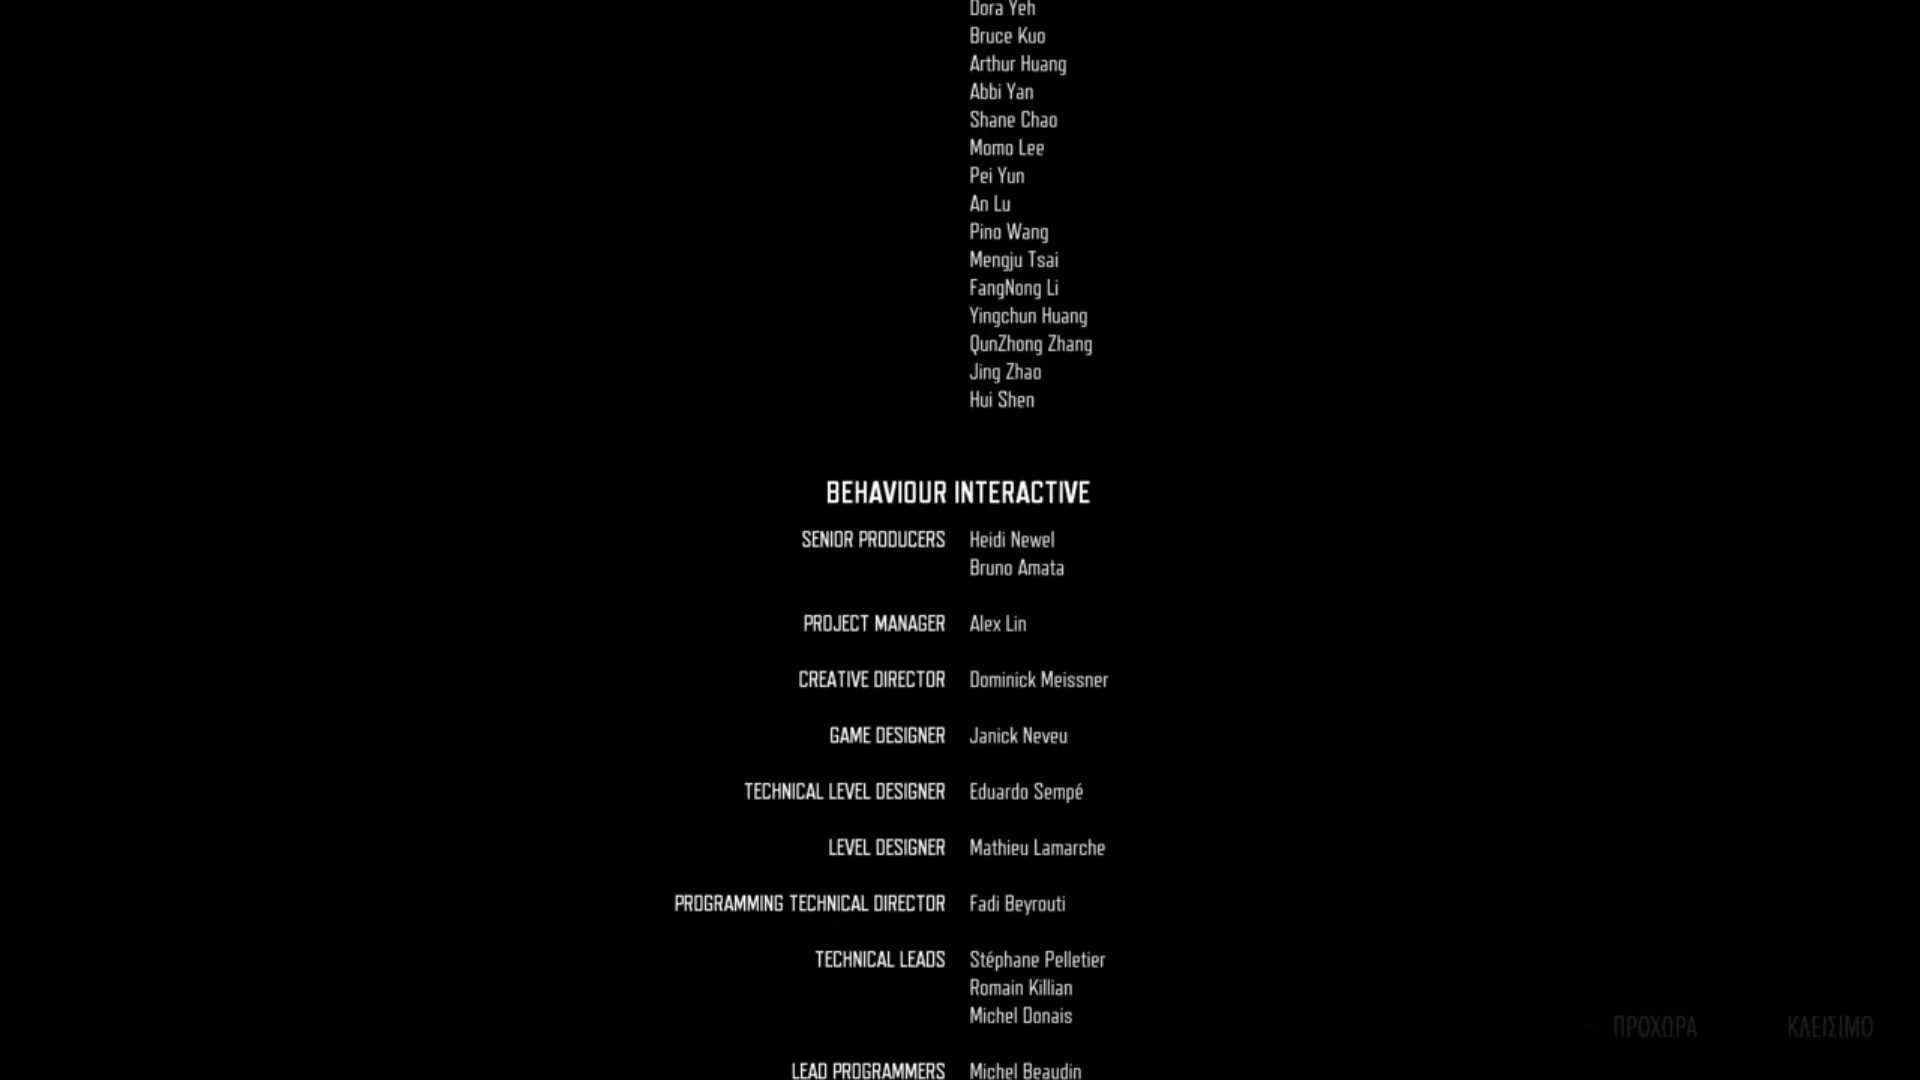 Dora Yeh
Bruce Kuo
Arthur Huang
Abbi Yan
Shane Chao
Momo Lee
Pei Yun
An Lu
Pino Wang
Mengju Tsai
FangNong Li
Yingchun Huang
QunZhong Zhang
Jing Zhao
Hui Shen
BEHAVIOUR INTERACTIVE
SENIOR PRODUCERS Heidi Newel
Bruno Amata
PROJECT MANAGER Alex Lin
CREATIVE DIRECTOR Dominick Meissner
GAME DESIGNER Janick Neveu
TECHNICAL LEVEL DESIGNER Eduardo Sempé
LEVEL DESIGNER Mathieu Lamarche
PROGRAMMING TECHNICAL DIRECTOR Fadi Beyrouti
TECHNICAL LEADS Stéphane Pelletier
Romain Killian
Michel Donais
ΠΡΟΧΩΡΑ ΚΛΕΙΣΙΜΟ
LEAD PROGRAMMERS Michel Beaudin